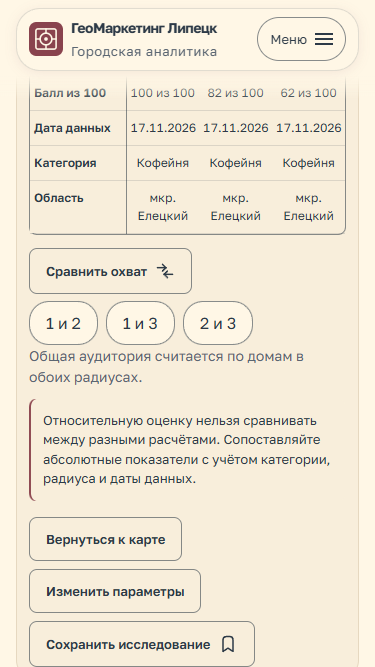 ГеоМаркетинг Липецк
Городская аналитика
Меню
Балл из 100 100 из 100 82 из 100 62 из 100
Дата данных 17.11.2026 17.11.2026 17.11.2026
Категория Кофейня Кофейня Кофейня
Область мкр. Елецкий мкр. Елецкий мкр. Елецкий
Сравнить охват
1 и 2 1 и 3 2 и 3
Общая аудитория считается по домам в
обоих радиусах.
Относительную оценку нельзя сравнивать
между разными расчётами. Сопоставляйте
абсолютные показатели с учётом категории,
радиуса и даты данных.
Вернуться к карте
Изменить параметры
Сохранить исследование